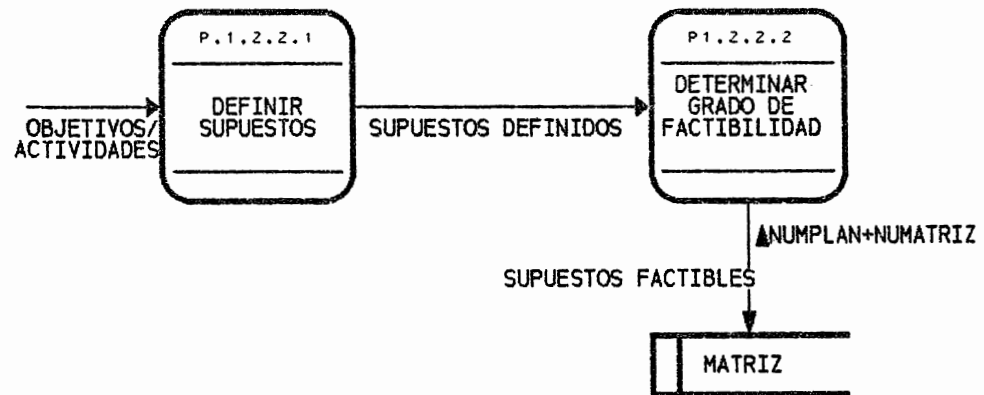 P.1.2.2.1
DEFINIR
SUPUESTOS
OBJETIVOS/
ACTIVIDADES
SUPUESTOS DEFINIDOS
P1.2.2.2
DETERMINAR
GRADO DE
FACTIBILIDAD
NUMPLAN+NUMATRIZ
SUPUESTOS FACTIBLES
MATRIZ